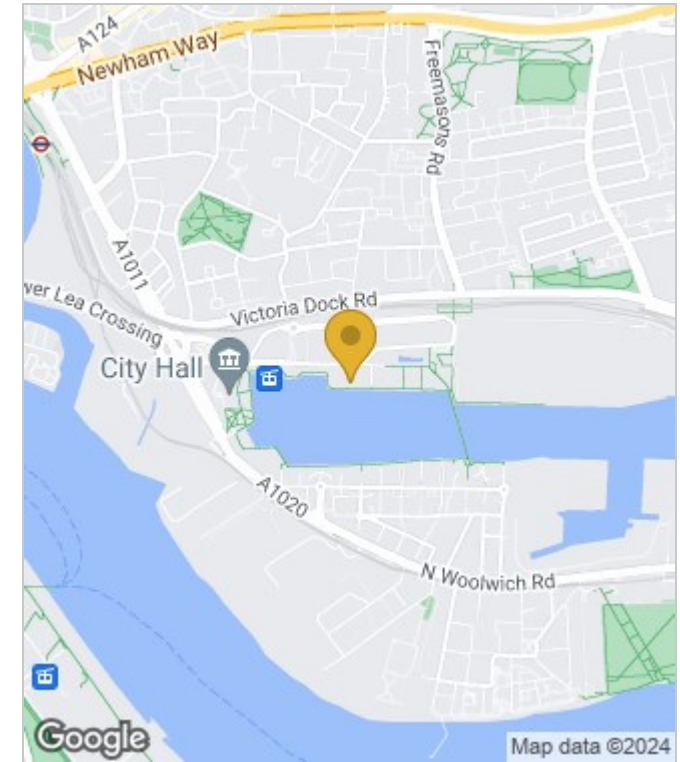 A124
Newham Way
Freemasons Rd
A1011
wer Lea Crossing
Victoria Dock Rd
City Hall
A1020
N Woolwich Rd
Google
Map data ©2024